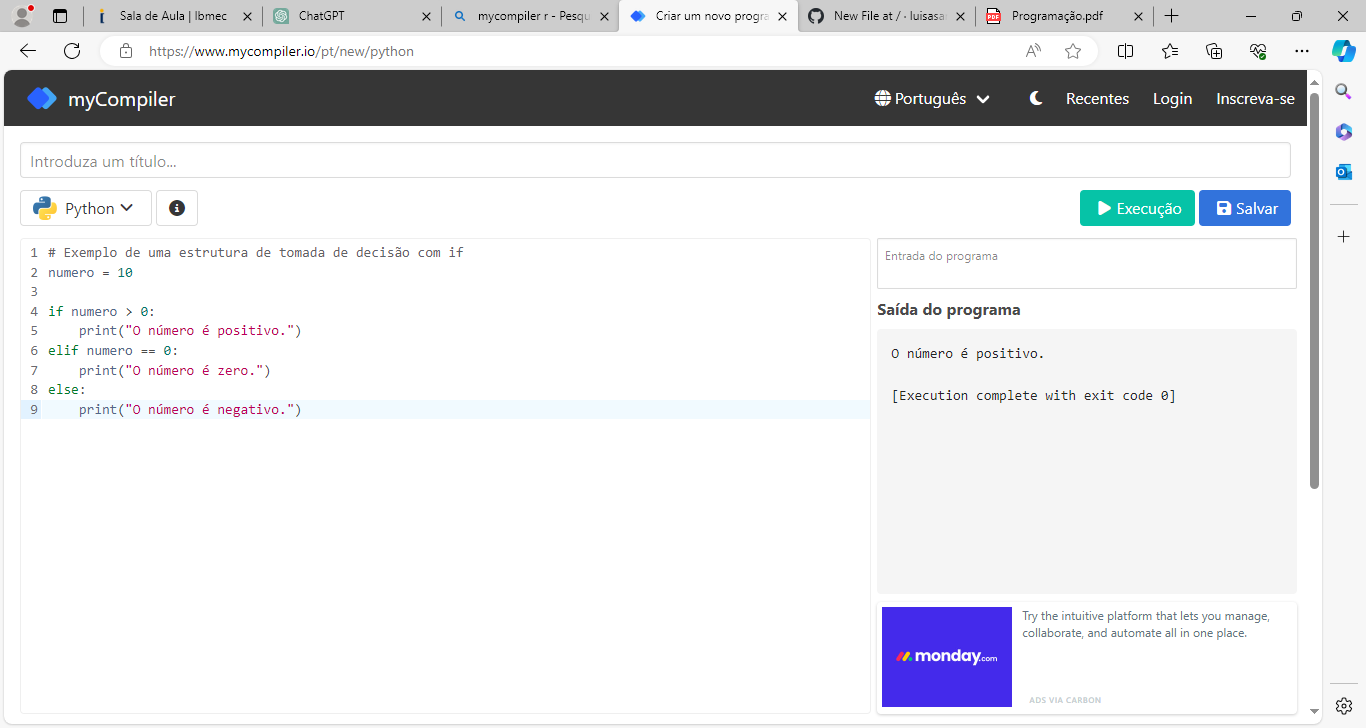 Sala de Aula | Ibmec
ChatGPT
mycompiler r - Pesqu
Criar um novo progra
New File at / · luisasa
Programação.pdf
https://www.mycompiler.io/pt/new/python
myCompiler
Português
Recentes
Login
Inscreva-se
Introduza um título...
Python
Execução
Salvar
1 # Exemplo de uma estrutura de tomada de decisão com if
2 numero = 10
3
4 if numero > 0:
5     print("O número é positivo.")
6 elif numero == 0:
7     print("O número é zero.")
8 else:
9     print("O número é negativo.")
Entrada do programa
Saída do programa
O número é positivo.
[Execution complete with exit code 0]
monday.com
Try the intuitive platform that lets you manage,
collaborate, and automate all in one place.
ADS VIA CARBON